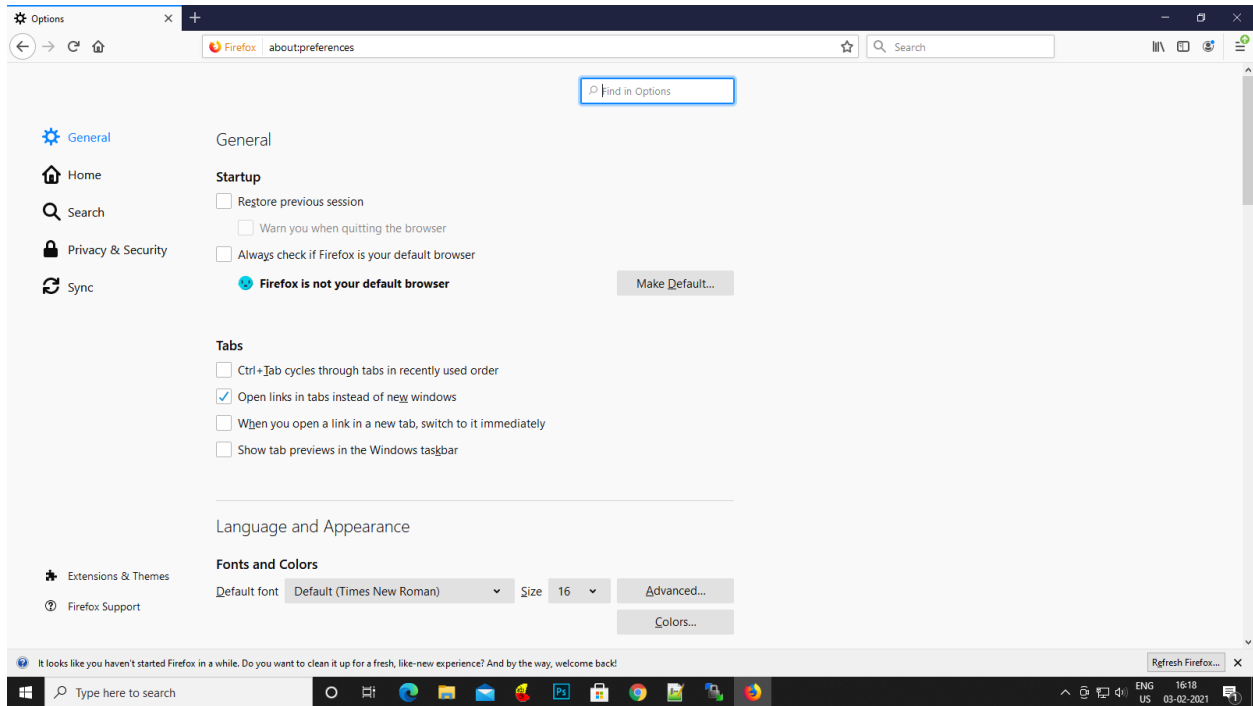 Options
Firefox about:preferences
Search
Find in Options
General
Home
Search
Privacy & Security
Sync
Extensions & Themes
Firefox Support
General
Startup
Restore previous session
Warn you when quitting the browser
Always check if Firefox is your default browser
Firefox is not your default browser
Make Default...
Tabs
Ctrl+Tab cycles through tabs in recently used order
Open links in tabs instead of new windows
When you open a link in a new tab, switch to it immediately
Show tab previews in the Windows taskbar
Language and Appearance
Fonts and Colors
Default font Default (Times New Roman) Size 16 Advanced...
Colors...
It looks like you haven't started Firefox in a while. Do you want to clean it up for a fresh, like-new experience? And by the way, welcome back! Refresh Firefox...
Type here to search
Ps
ENG 16:18
US 03-02-2021
1